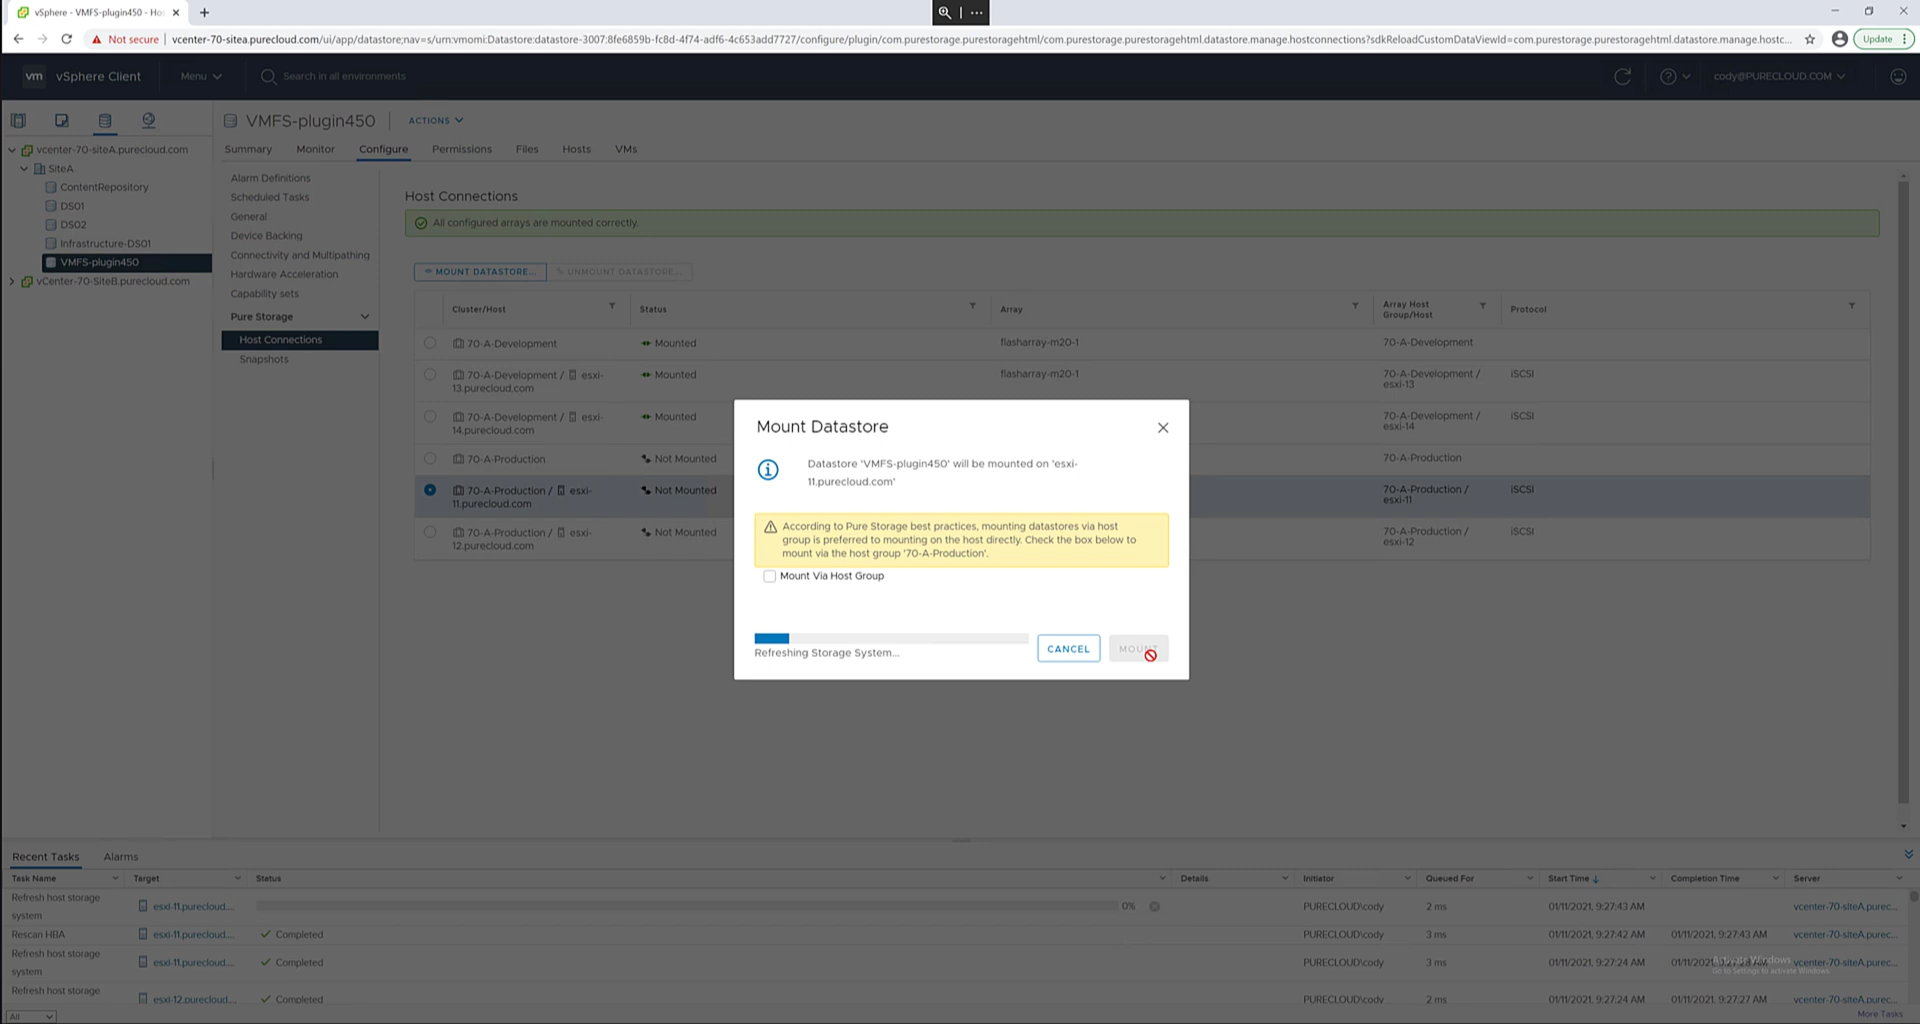 vSphere - VMFS-plugin450 - Ho
Not secure
vcenter-70-sitea.purecloud.com/ui/app/datastore;nav=s/urn:vmomi:Datastore:datastore-3007:8fe6859b-fc8d-4f74-adf6-4c653add7727/configure/plugin/com.purestorage.purestoragehtml/com.purestorage.purestoragehtml.datastore.manage.hostconnections?sdkReloadCustomDataViewId=com.purestorage.purestoragehtml.datastore.manage.hostc...
Update
vm vSphere Client
Menu
Search in all environments
cody@PURECLOUD.COM
VMFS-plugin450
ACTIONS
Summary Monitor Configure Permissions Files Hosts VMs
vcenter-70-siteA.purecloud.com
SiteA
ContentRepository
DS01
DS02
Infrastructure-DS01
VMFS-plugin450
vCenter-70-SiteB.purecloud.com
Alarm Definitions
Scheduled Tasks
General
Device Backing
Connectivity and Multipathing
Hardware Acceleration
Capability sets
Pure Storage
Host Connections
Snapshots
Host Connections
All configured arrays are mounted correctly.
MOUNT DATASTORE...
UNMOUNT DATASTORE...
Cluster/Host Status Array Array Host Group/Host Protocol
70-A-Development Mounted flasharray-m20-1 70-A-Development
70-A-Development / esxi-13.purecloud.com Mounted flasharray-m20-1 70-A-Development / esxi-13 iSCSI
70-A-Development / esxi-14.purecloud.com Mounted 70-A-Development / esxi-14 iSCSI
70-A-Production Not Mounted 70-A-Production
70-A-Production / esxi-11.purecloud.com Not Mounted 70-A-Production / esxi-11 iSCSI
70-A-Production / esxi-12.purecloud.com Not Mounted 70-A-Production / esxi-12 iSCSI
Mount Datastore
Datastore 'VMFS-plugin450' will be mounted on 'esxi-
11.purecloud.com'
According to Pure Storage best practices, mounting datastores via host
group is preferred to mounting on the host directly. Check the box below to
mount via the host group '70-A-Production'.
Mount Via Host Group
Refreshing Storage System...
CANCEL
MOUNT
Recent Tasks Alarms
Task Name Target Status Details Initiator Queued For Start Time Completion Time Server
Refresh host storage system esxi-11.purecloud.... 0% PURECLOUD\cody 2 ms 01/11/2021, 9:27:43 AM vcenter-70-siteA.purec...
Rescan HBA esxi-11.purecloud.... Completed PURECLOUD\cody 3 ms 01/11/2021, 9:27:42 AM 01/11/2021, 9:27:43 AM vcenter-70-siteA.purec...
Refresh host storage system esxi-11.purecloud.... Completed PURECLOUD\cody 3 ms 01/11/2021, 9:27:24 AM 01/11/2021, vcenter-70-siteA.purec...
Refresh host storage esxi-12.purecloud.... Completed PURECLOUD\cody 2 ms 01/11/2021, 9:27:24 AM 01/11/2021, 9:27:27 AM vcenter-70-siteA.purec...
Activate Windows
Go to Settings to activate Windows.
All
More Tasks